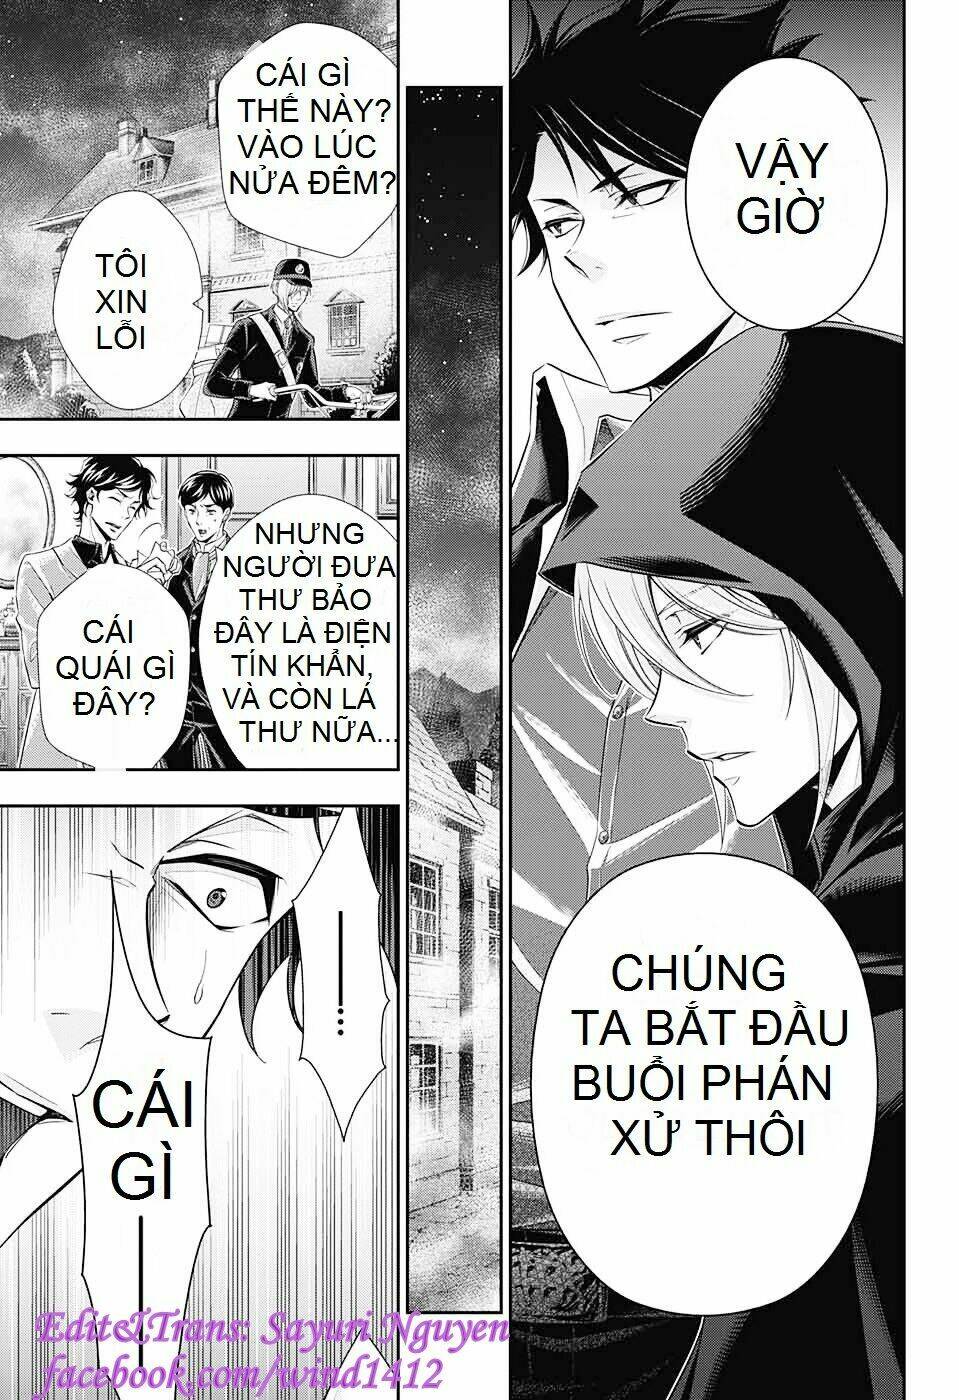 VẬY
GIỜ
CHÚNG
TA BẮT ĐẦU
BUỔI PHÁN
XỬ THÔI
CÁI GÌ
THẾ NÀY?
VÀO LÚC
NỬA ĐÊM?
TÔI
XIN
LỖI
NHƯNG
NGƯỜI ĐƯA
THƯ BẢO
ĐÂY LÀ ĐIỆN
TÍN KHẨN,
VÀ CÒN LÁ
THƯ NỮA...
CÁI
QUÁI GÌ
ĐÂY?
—...
CÁI
GÌ
—
Edit&Trans: Sayuri Nguyen
facebook.com/wind1412